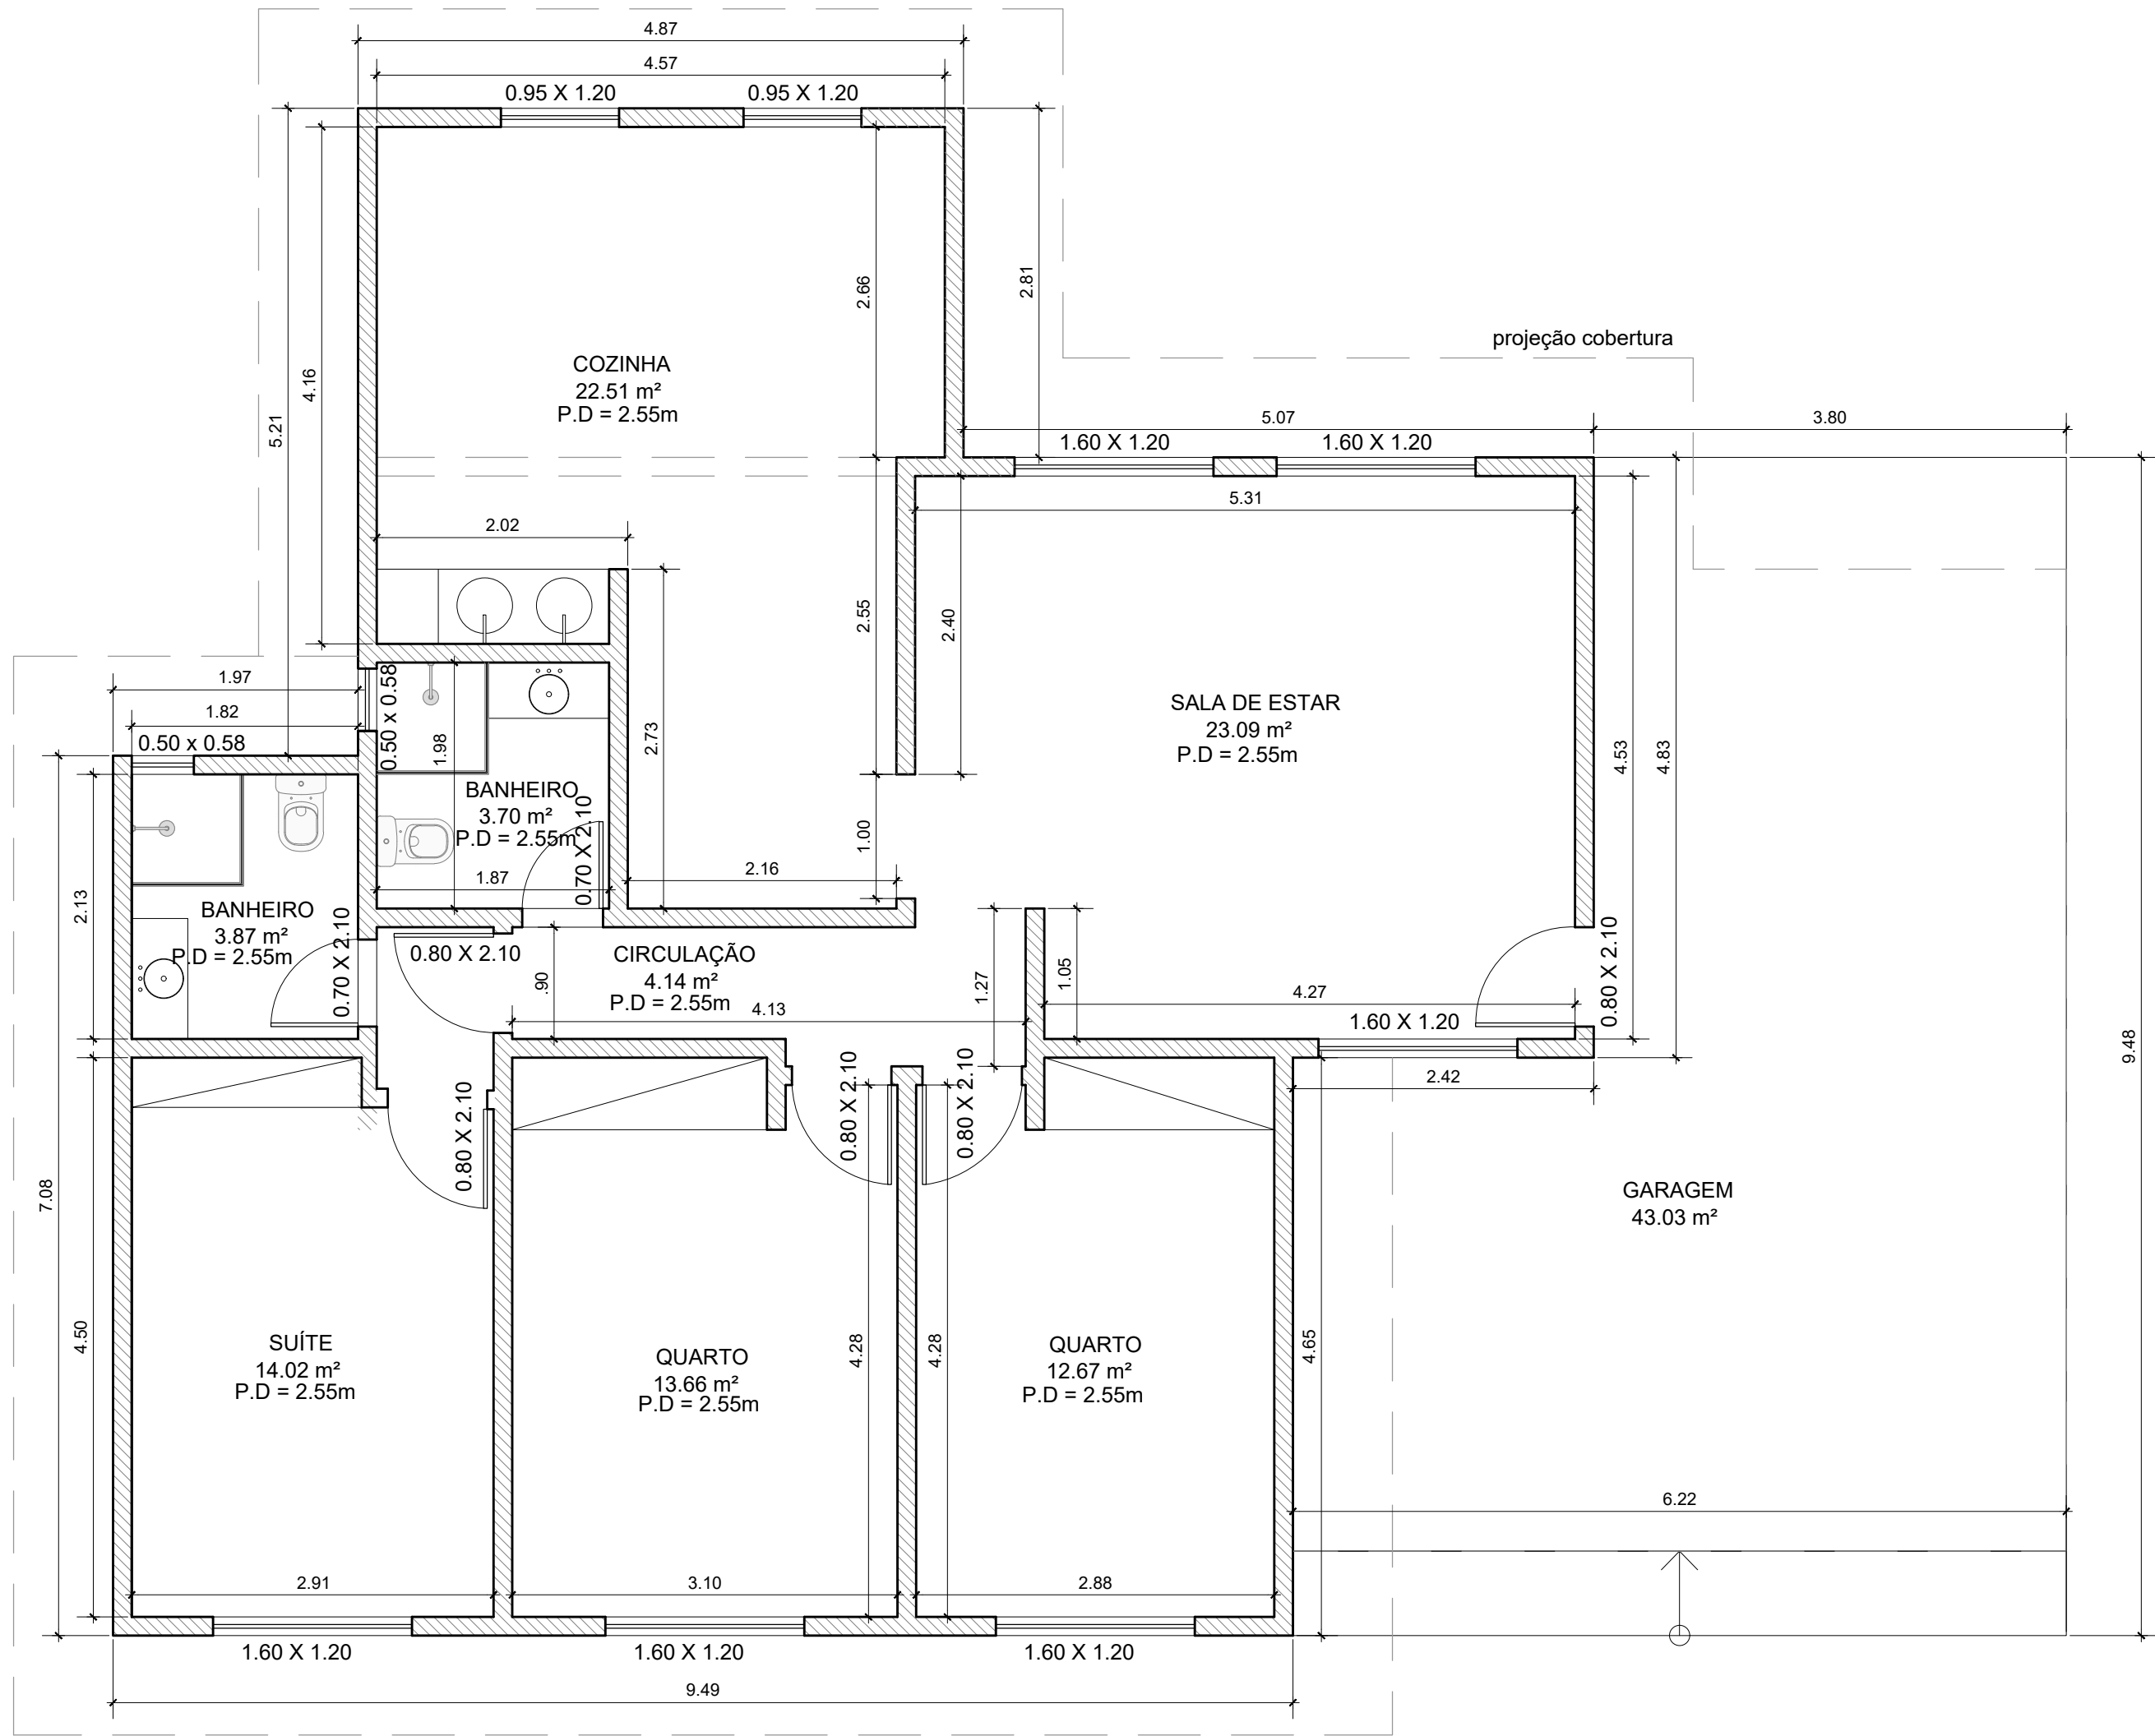 4.87
4.57
0.95 X 1.20
0.95 X 1.20
2.66
2.81
projeção cobertura
COZINHA
22.51 m²
P.D = 2.55m
4.16
5.21
5.07
3.80
1.60 X 1.20
1.60 X 1.20
5.31
2.02
2.55
2.40
1.97
1.82
0.50 x 0.58
0.50 x 0.58
1.98
2.73
SALA DE ESTAR
23.09 m²
P.D = 2.55m
4.53
4.83
BANHEIRO
3.70 m²
P.D = 2.55m
0.70 X 2.10
1.00
1.87
2.16
2.13
BANHEIRO
3.87 m²
P.D = 2.55m
0.70 X 2.10
0.80 X 2.10
CIRCULAÇÃO
4.14 m²
P.D = 2.55m
.90
4.13
1.27
1.05
4.27
1.60 X 1.20
0.80 X 2.10
9.48
2.42
0.80 X 2.10
0.80 X 2.10
0.80 X 2.10
7.08
GARAGEM
43.03 m²
4.50
SUÍTE
14.02 m²
P.D = 2.55m
QUARTO
13.66 m²
P.D = 2.55m
4.28
4.28
QUARTO
12.67 m²
P.D = 2.55m
4.65
6.22
2.91
3.10
2.88
1.60 X 1.20
1.60 X 1.20
1.60 X 1.20
9.49